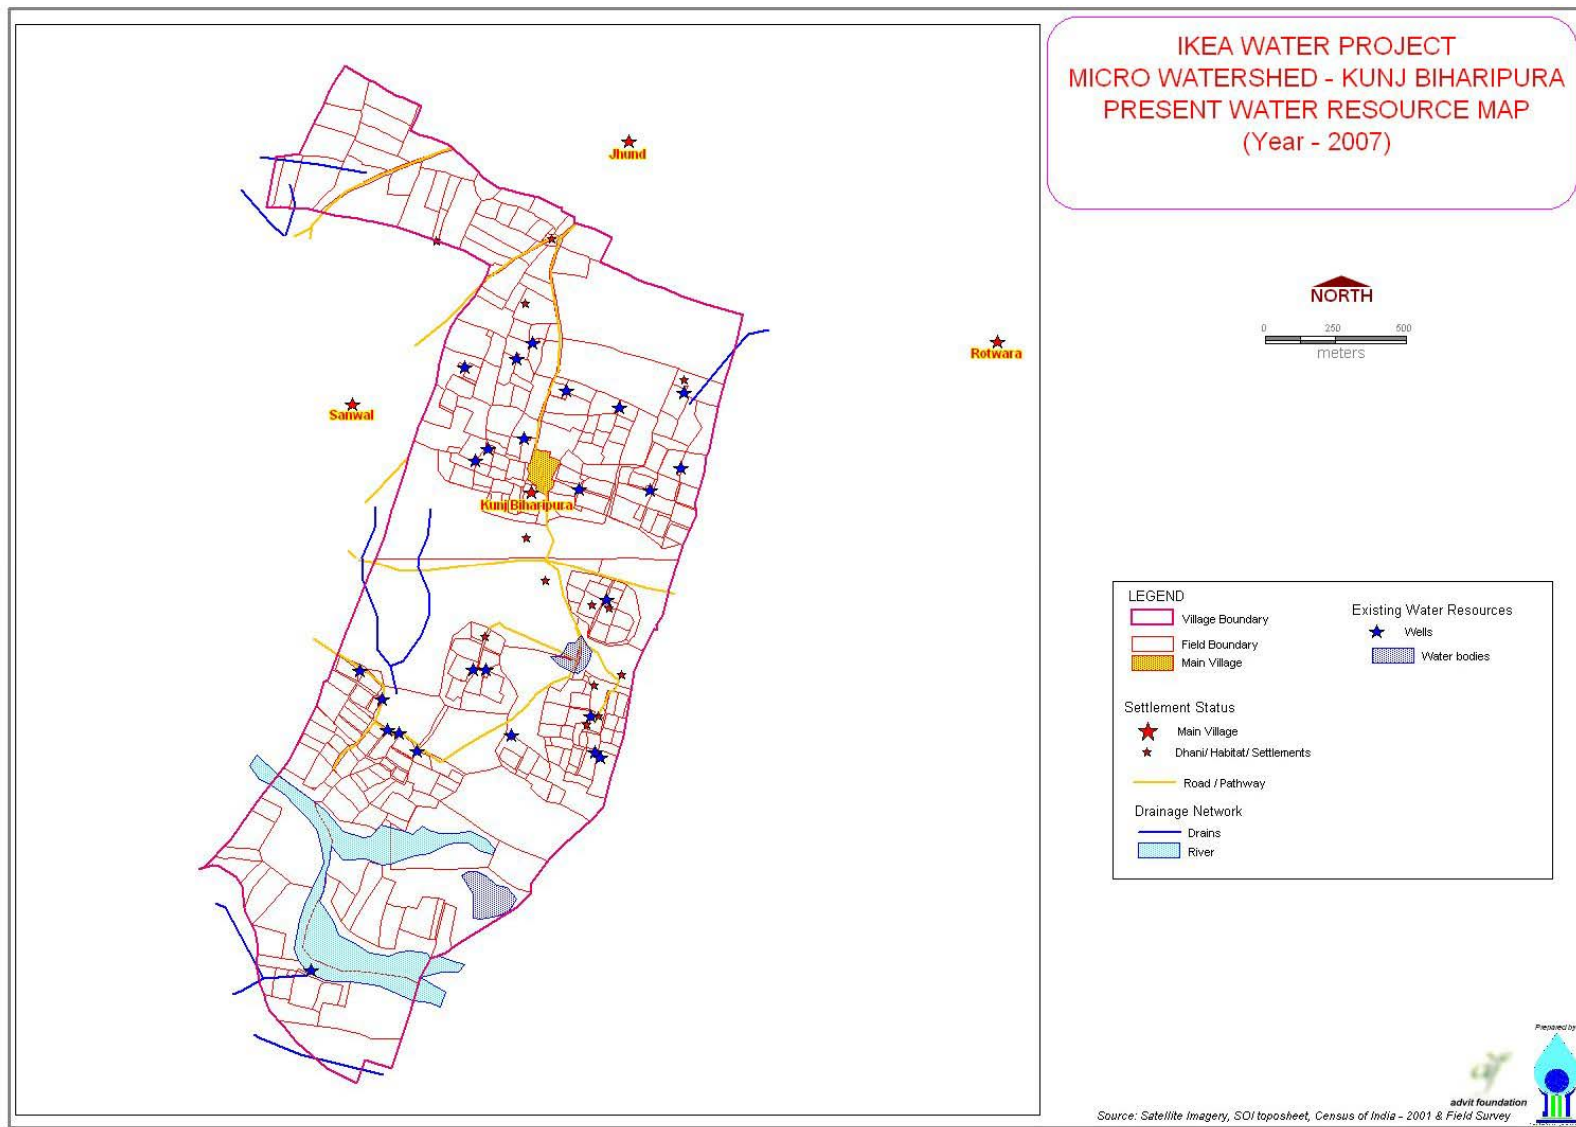 IKEA WATER PROJECT
MICRO WATERSHED - KUNJ BIHARIPURA
PRESENT WATER RESOURCE MAP
(Year - 2007)
Jhund
NORTH
0 250 500
meters
Rotwara
Sanwal
Kunj Biharipura
LEGEND
Village Boundary
Field Boundary
Main Village
Existing Water Resources
Wells
Water bodies
Settlement Status
Main Village
Dhani/ Habitat/ Settlements
Road / Pathway
Drainage Network
Drains
River
Prepared by
advit foundation
Source: Satellite Imagery, SOI toposheet, Census of India - 2001 & Field Survey